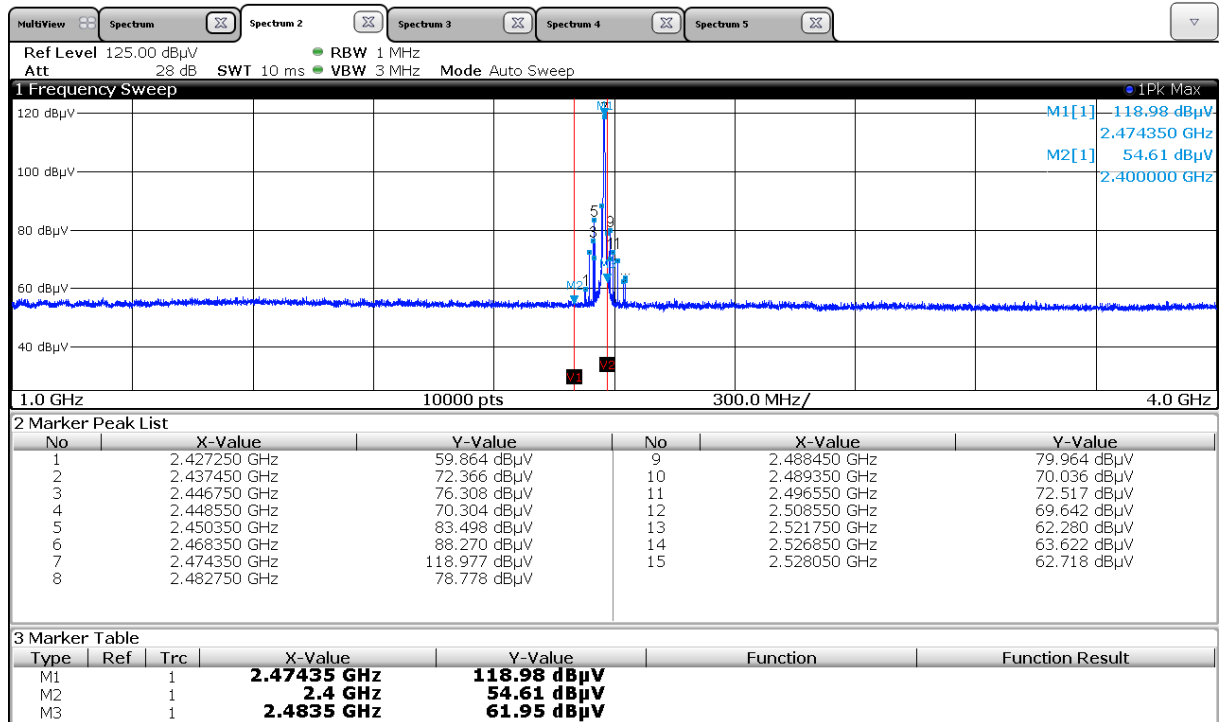 MultiView Spectrum Spectrum 2 Spectrum 3 Spectrum 4 Spectrum 5
Ref Level 125.00 dBµV RBW 1 MHz
Att 28 dB SWT 10 ms VBW 3 MHz Mode Auto Sweep
1 Frequency Sweep 1Pk Max
120 dBµV M1 M1[1] 118.98 dBµV
2.474350 GHz
M2[1] 54.61 dBµV
2.400000 GHz
100 dBµV
5
80 dBµV 9
3
11
60 dBµV M2 1
40 dBµV
V2
V1
1.0 GHz 10000 pts 300.0 MHz/ 4.0 GHz
2 Marker Peak List
No X-Value Y-Value No X-Value Y-Value
1 2.427250 GHz 59.864 dBµV 9 2.488450 GHz 79.964 dBµV
2 2.437450 GHz 72.366 dBµV 10 2.489350 GHz 70.036 dBµV
3 2.446750 GHz 76.308 dBµV 11 2.496550 GHz 72.517 dBµV
4 2.448550 GHz 70.304 dBµV 12 2.508550 GHz 69.642 dBµV
5 2.450350 GHz 83.498 dBµV 13 2.521750 GHz 62.280 dBµV
6 2.468350 GHz 88.270 dBµV 14 2.526850 GHz 63.622 dBµV
7 2.474350 GHz 118.977 dBµV 15 2.528050 GHz 62.718 dBµV
8 2.482750 GHz 78.778 dBµV
3 Marker Table
Type Ref Trc X-Value Y-Value Function Function Result
M1 1 2.47435 GHz 118.98 dBµV
M2 1 2.4 GHz 54.61 dBµV
M3 1 2.4835 GHz 61.95 dBµV